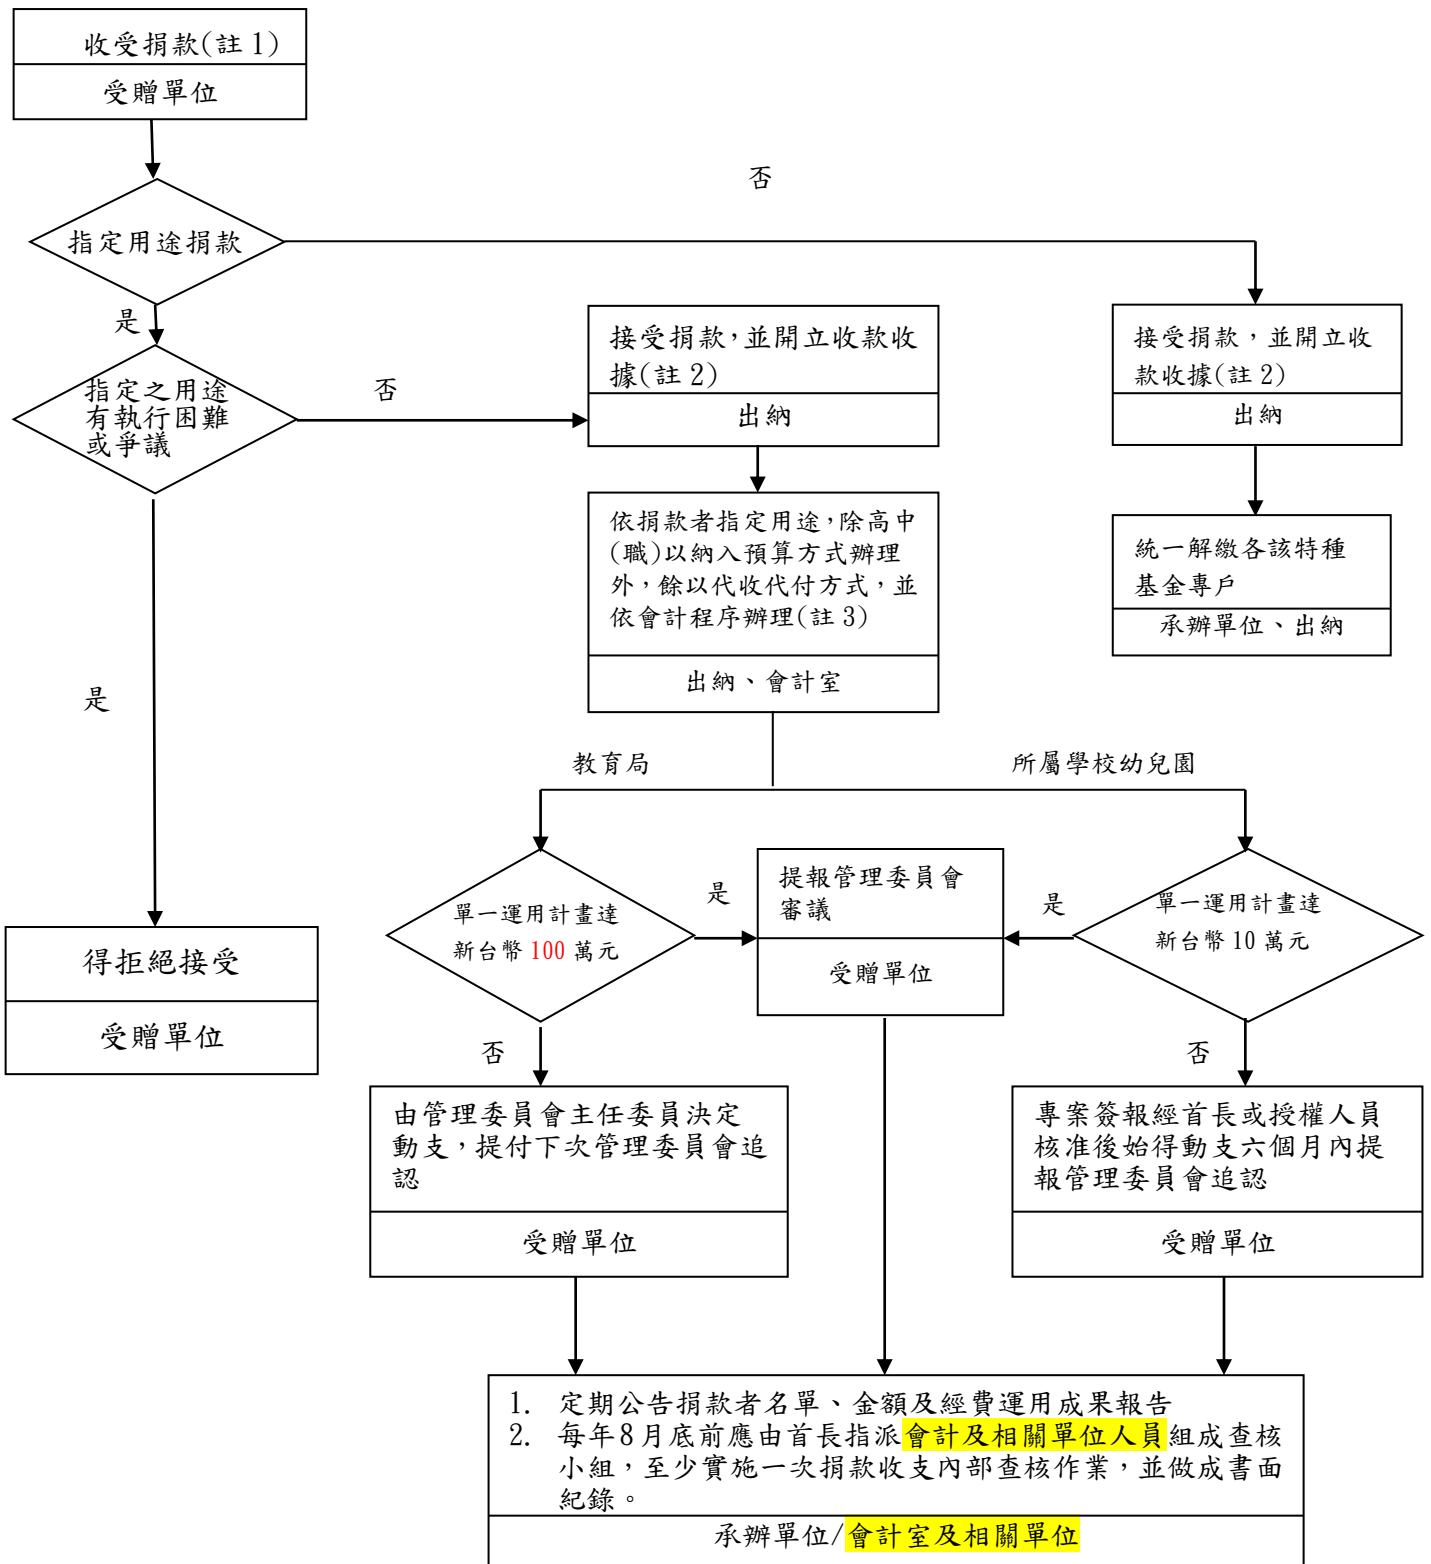 收受捐款(註 1)
受贈單位
否
指定用途捐款
是
指定之用途
有執行困難
或爭議
否
接受捐款,並開立收款收
據(註 2)
出納
接受捐款,並開立收
款收據(註 2)
出納
依捐款者指定用途,除高中
(職)以納入預算方式辦理
外,餘以代收代付方式,並
依會計程序辦理(註 3)
出納、會計室
統一解繳各該特種
基金專戶
承辦單位、出納
是
教育局
所屬學校幼兒園
單一運用計畫達
新台幣 100 萬元
是
提報管理委員會
審議
受贈單位
是
單一運用計畫達
新台幣 10 萬元
得拒絕接受
受贈單位
否
否
由管理委員會主任委員決定
動支,提付下次管理委員會追
認
受贈單位
專案簽報經首長或授權人員
核准後始得動支六個月內提
報管理委員會追認
受贈單位
1. 定期公告捐款者名單、金額及經費運用成果報告
2. 每年8月底前應由首長指派會計及相關單位人員組成查核
小組,至少實施一次捐款收支內部查核作業,並做成書面
紀錄。
承辦單位/會計室及相關單位